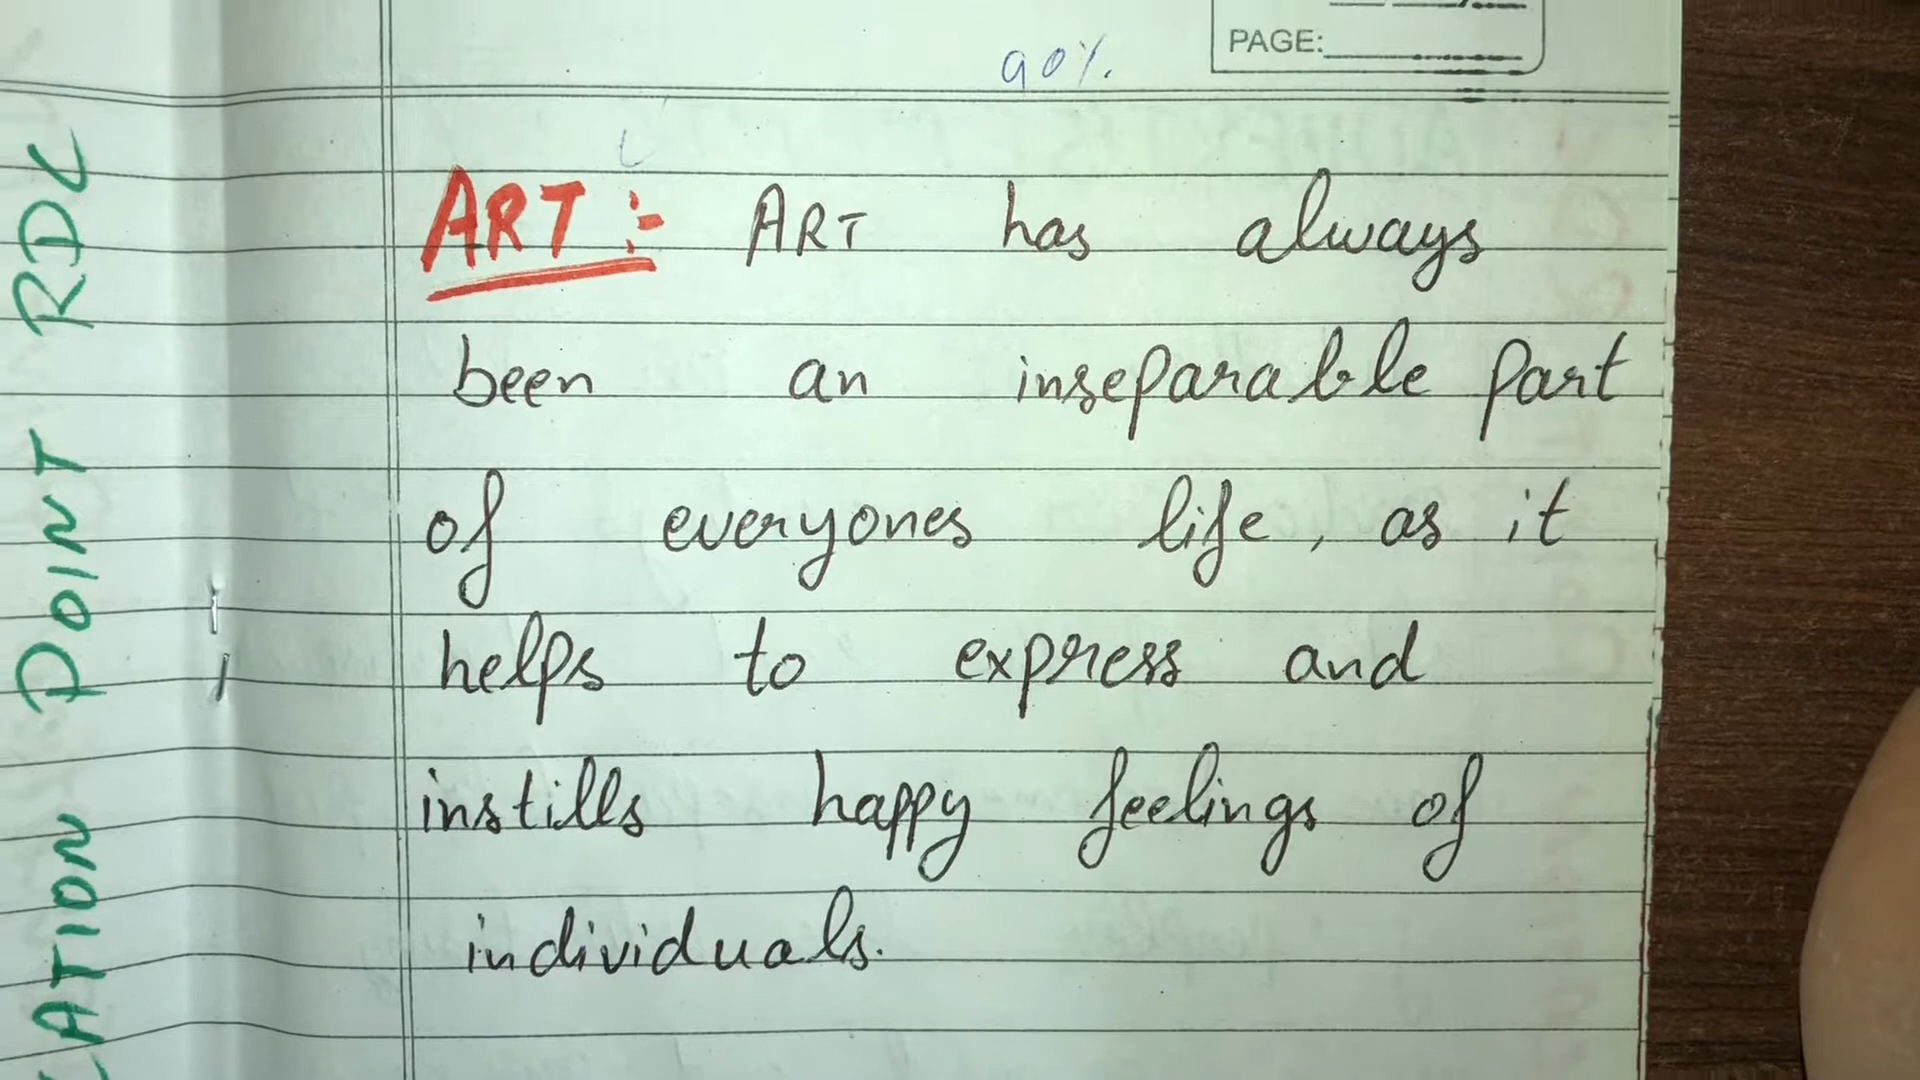 90%.
PAGE:
ART :- ART has always
been an inseparable part
of everyones life, as it
helps to express and
instills happy feelings of
individuals.
POINT RDC